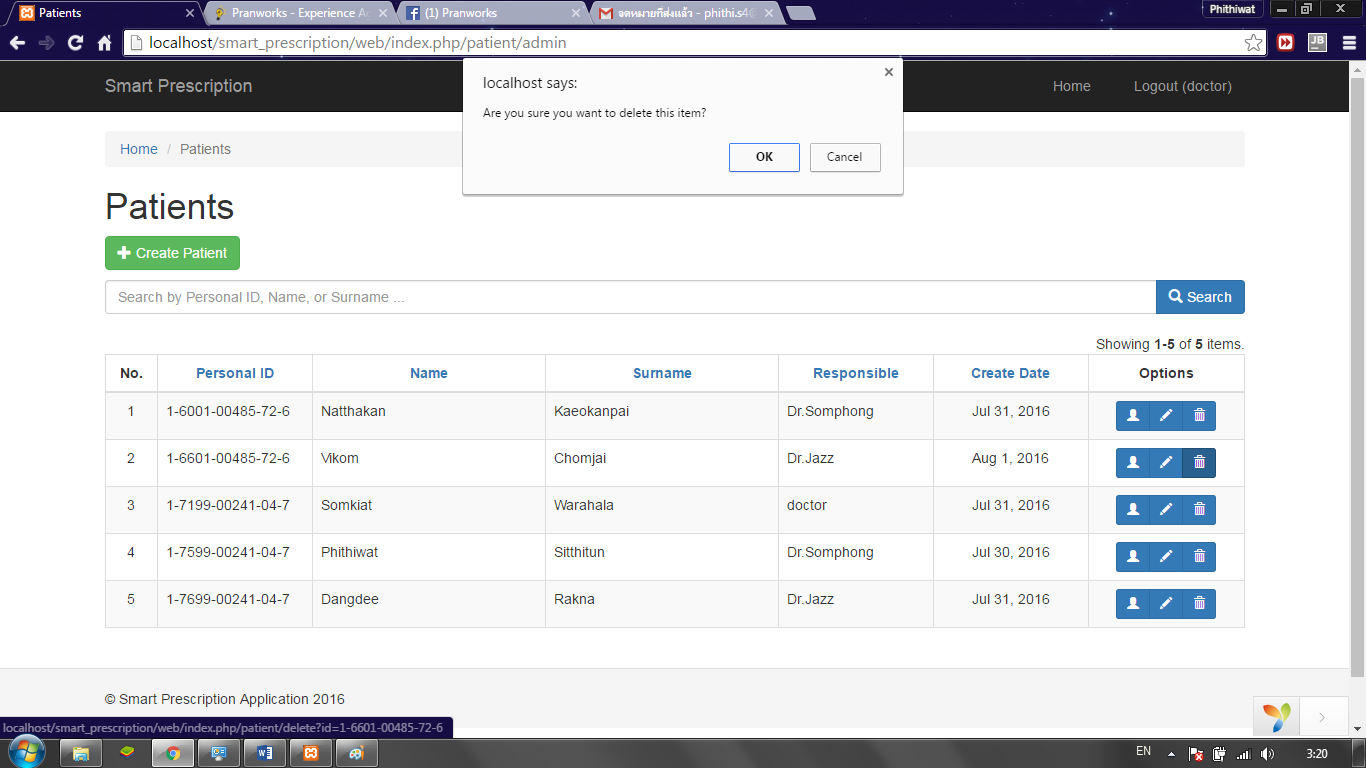 Patients
Pranworks - Experience Ac
(1) Pranworks
จดหมายที่ส่งแล้ว - phithi.s4@
Phithiwat
localhost/smart_prescription/web/index.php/patient/admin
JB
Smart Prescription
Home
Logout (doctor)
localhost says:
Are you sure you want to delete this item?
OK
Cancel
Home / Patients
Patients
Create Patient
Search by Personal ID, Name, or Surname ...
Search
Showing 1-5 of 5 items.
No. Personal ID Name Surname Responsible Create Date Options
1 1-6001-00485-72-6 Natthakan Kaeokanpai Dr.Somphong Jul 31, 2016
2 1-6601-00485-72-6 Vikom Chomjai Dr.Jazz Aug 1, 2016
3 1-7199-00241-04-7 Somkiat Warahala doctor Jul 31, 2016
4 1-7599-00241-04-7 Phithiwat Sitthitun Dr.Somphong Jul 30, 2016
5 1-7699-00241-04-7 Dangdee Rakna Dr.Jazz Jul 31, 2016
© Smart Prescription Application 2016
localhost/smart_prescription/web/index.php/patient/delete?id=1-6601-00485-72-6
EN
3:20